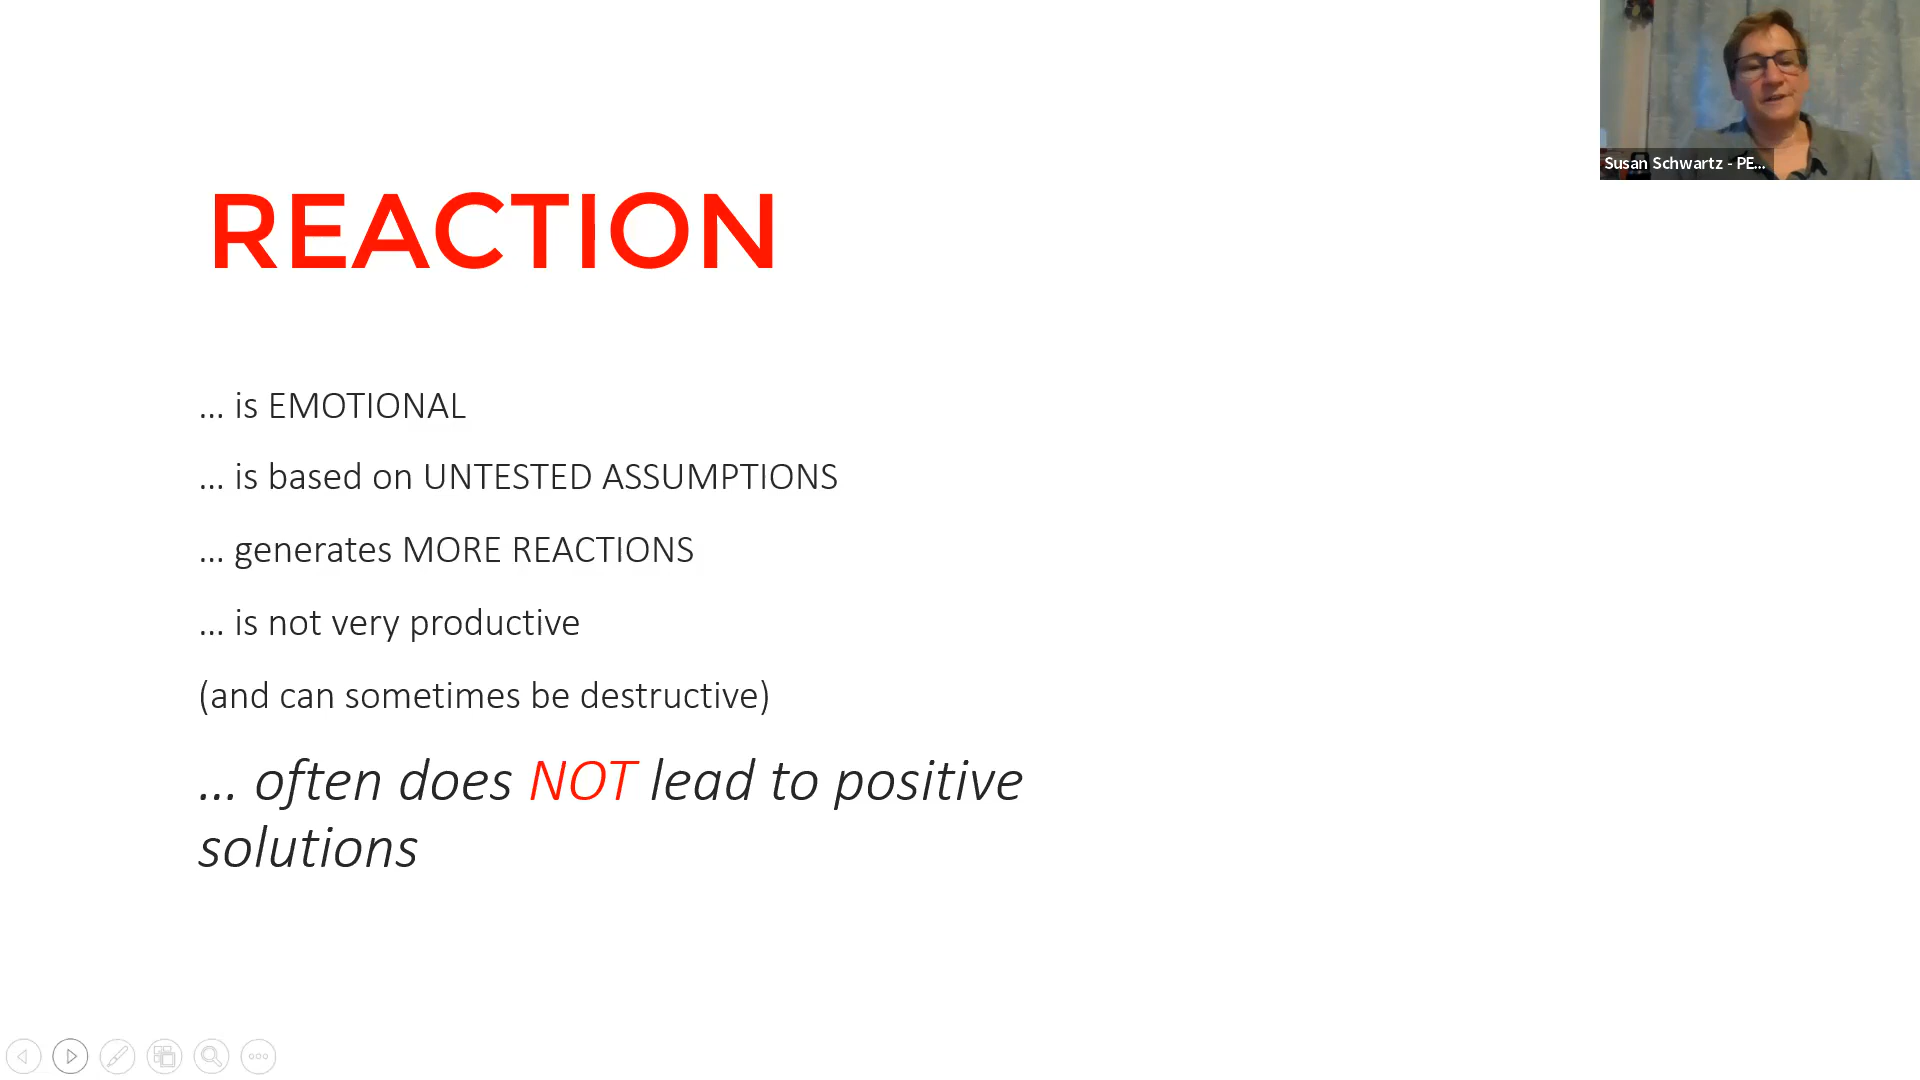 Susan Schwartz - PE...
REACTION
... is EMOTIONAL
... is based on UNTESTED ASSUMPTIONS
... generates MORE REACTIONS
... is not very productive
(and can sometimes be destructive)
... often does NOT lead to positive
solutions